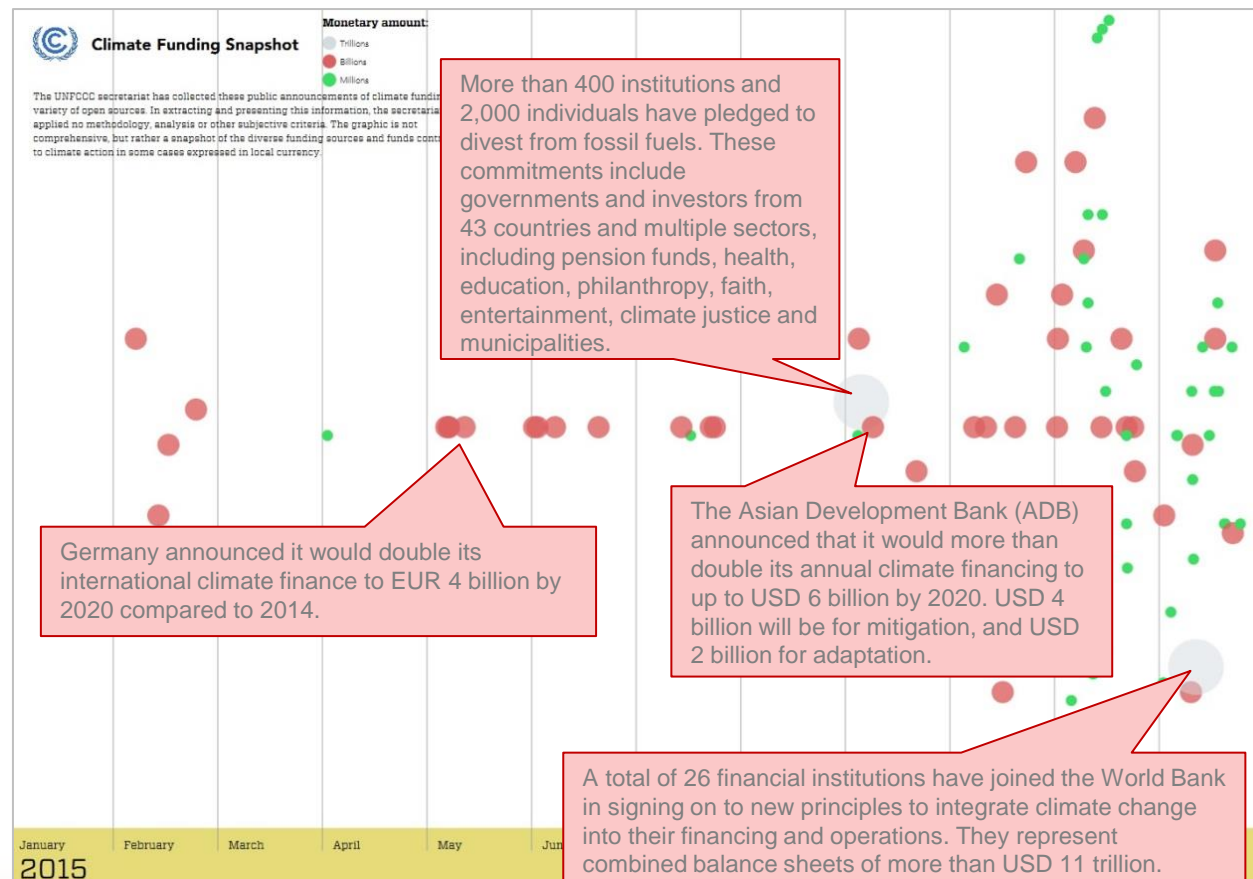 Climate Funding Snapshot
Monetary amount:
Trillions
Billions
Millions
The UNFCCC secretariat has collected these public announcements of climate fundin
variety of open sources. In extracting and presenting this information, the secretaria
applied no methodology, analysis or other subjective criteria. The graphic is not
comprehensive, but rather a snapshot of the diverse funding sources and funds cont
to climate action in some cases expressed in local currency.
More than 400 institutions and
2,000 individuals have pledged to
divest from fossil fuels. These
commitments include
governments and investors from
43 countries and multiple sectors,
including pension funds, health,
education, philanthropy, faith,
entertainment, climate justice and
municipalities.
Germany announced it would double its
international climate finance to EUR 4 billion by
2020 compared to 2014.
The Asian Development Bank (ADB)
announced that it would more than
double its annual climate financing to
up to USD 6 billion by 2020. USD 4
billion will be for mitigation, and USD
2 billion for adaptation.
A total of 26 financial institutions have joined the World Bank
in signing on to new principles to integrate climate change
into their financing and operations. They represent
combined balance sheets of more than USD 11 trillion.
January
February
March
April
May
Jun
2015